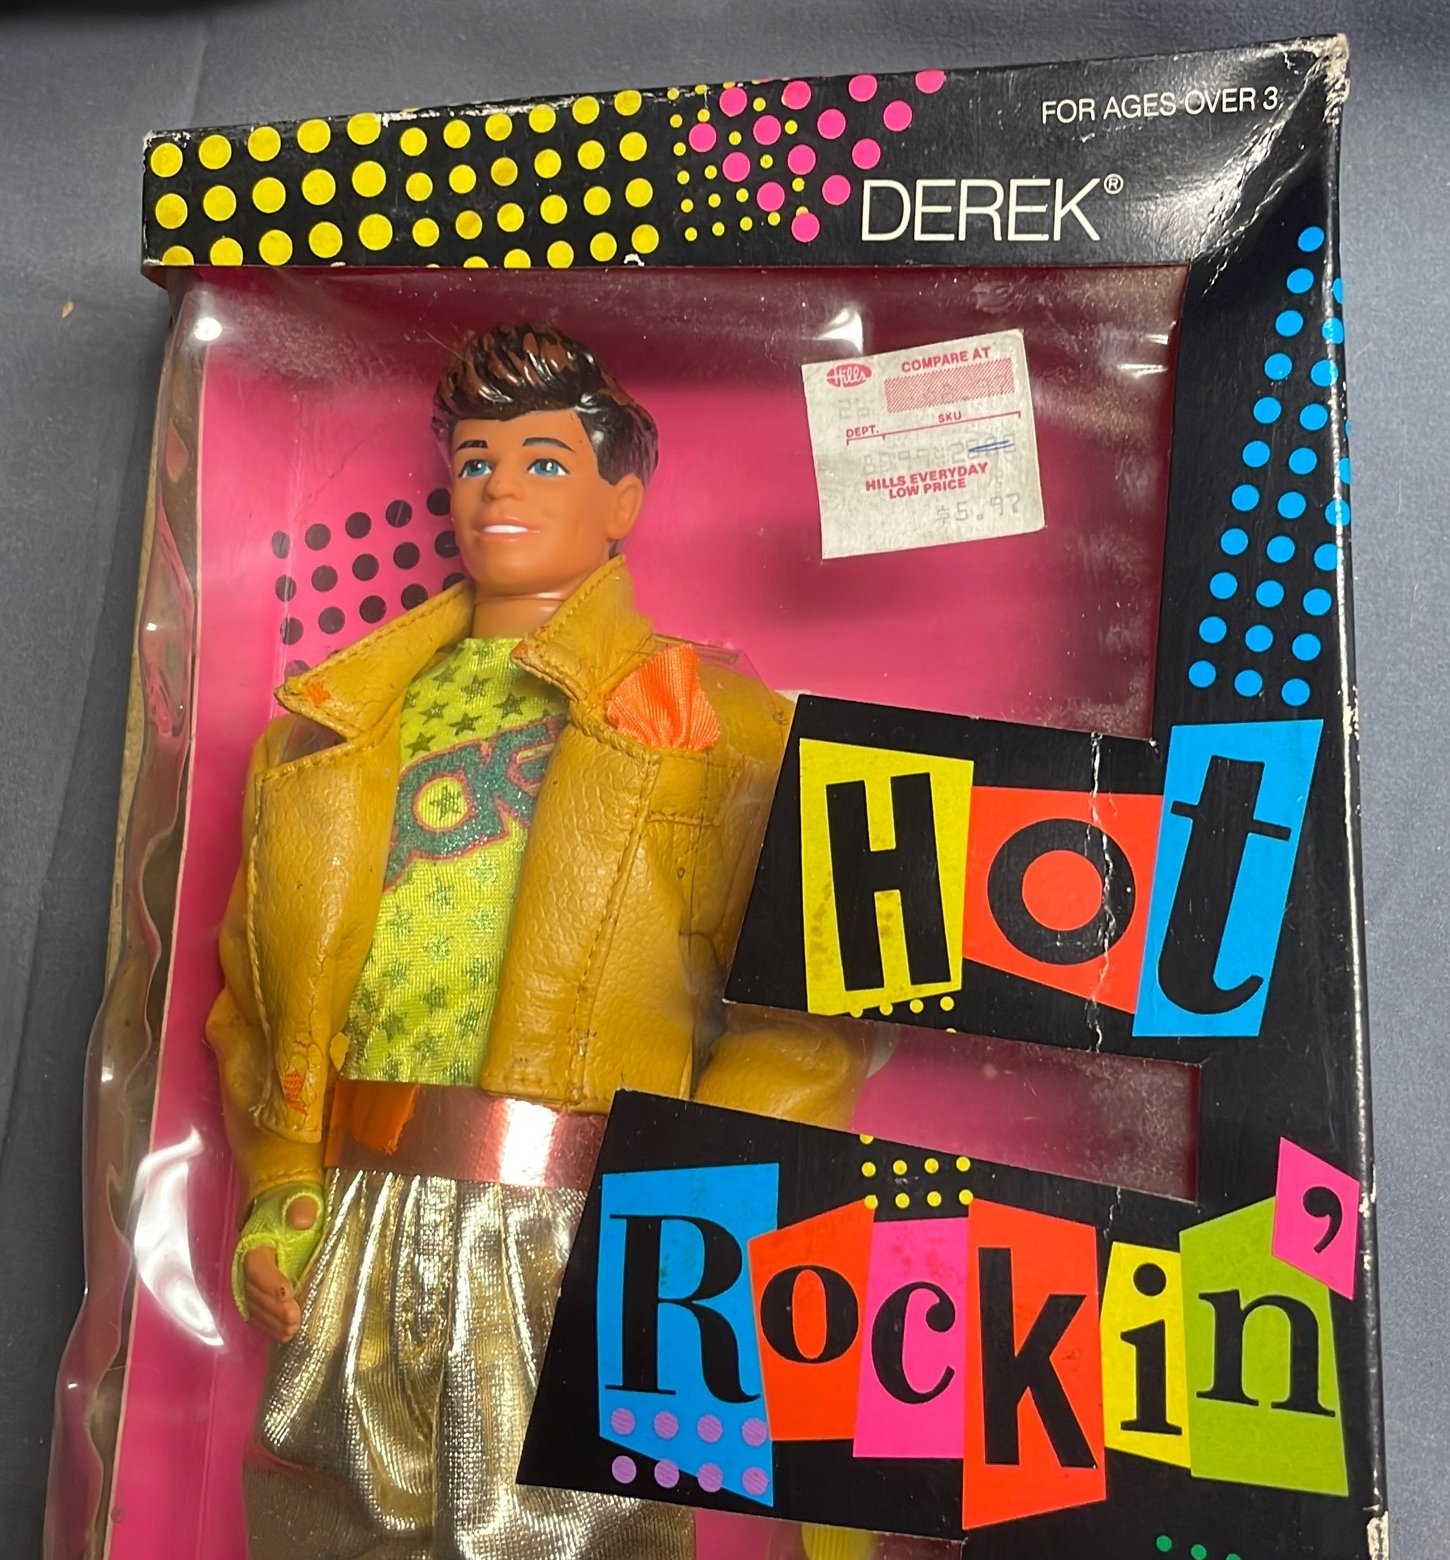 FOR AGES OVER 3
DEREK®
Hills
COMPARE AT
SKU
DEPT.
HILLS EVERYDAY
LOW PRICE
5.97
Hot
Rockin'